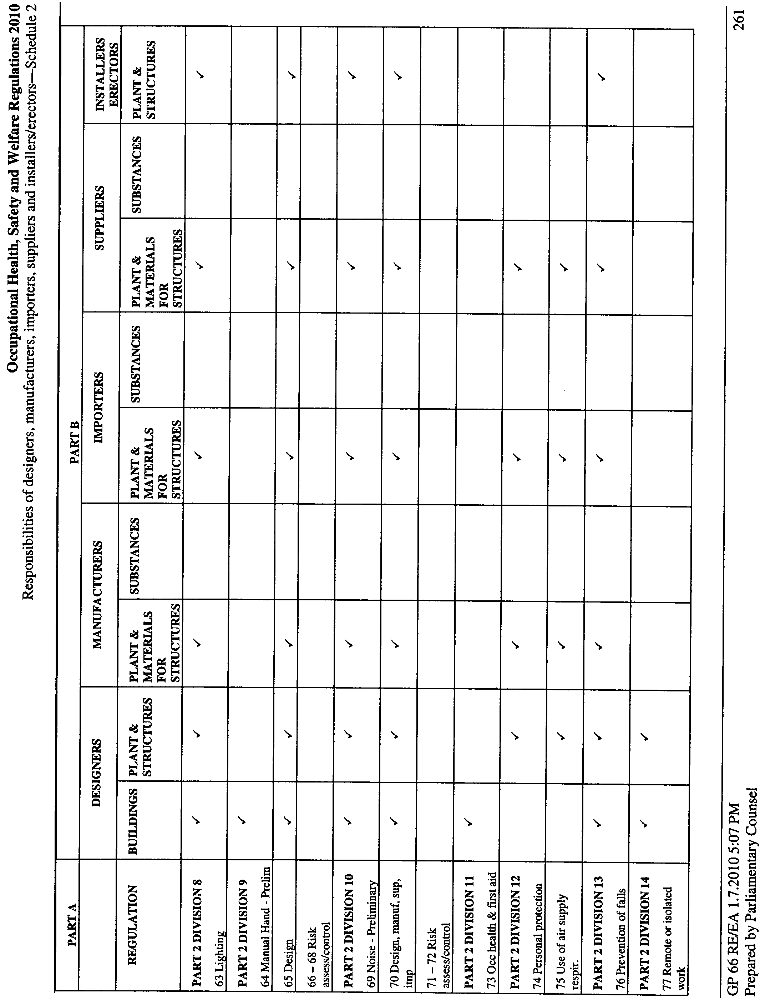 Occupational Health, Safety and Welfare Regulations 2010
Responsibilities of designers, manufacturers, importers, suppliers and installers/erectors—Schedule 2
PART A
PART B
DESIGNERS
MANUFACTURERS
IMPORTERS
SUPPLIERS
INSTALLERS
ERECTORS
REGULATION
BUILDINGS
PLANT &
STRUCTURES
PLANT &
MATERIALS
FOR
STRUCTURES
SUBSTANCES
PLANT &
MATERIALS
FOR
STRUCTURES
SUBSTANCES
PLANT &
MATERIALS
FOR
STRUCTURES
SUBSTANCES
PLANT &
STRUCTURES
PART 2 DIVISION 8
✓ ✓ ✓ ✓ ✓ ✓
63 Lighting
PART 2 DIVISION 9
✓
64 Manual Hand - Prelim
65 Design
✓ ✓ ✓ ✓ ✓ ✓
66 – 68 Risk
assess/control
PART 2 DIVISION 10
✓ ✓ ✓ ✓ ✓ ✓
69 Noise - Preliminary
70 Design, manuf, sup,
✓ ✓ ✓ ✓ ✓ ✓
imp
71 – 72 Risk
assess/control
PART 2 DIVISION 11
✓
73 Occ health & first aid
PART 2 DIVISION 12
✓ ✓ ✓ ✓
74 Personal protection
75 Use of air supply
✓ ✓ ✓ ✓
respir.
PART 2 DIVISION 13
✓ ✓ ✓ ✓ ✓ ✓
76 Prevention of falls
PART 2 DIVISION 14
✓ ✓
77 Remote or isolated
work
GP 66 RE/EA 1.7.2010 5:07 PM
261
Prepared by Parliamentary Counsel